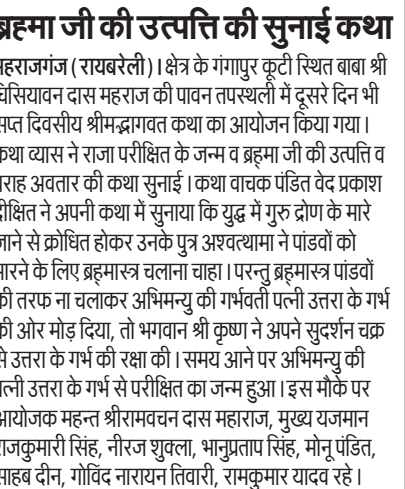 ब्रह्मा जी की उत्पत्ति की सुनाई कथा
महराजगंज (रायबरेली)। क्षेत्र के गंगापुर कूटी स्थित बाबा श्री
घिसियावन दास महराज की पावन तपस्थली में दूसरे दिन भी
सप्त दिवसीय श्रीमद्भागवत कथा का आयोजन किया गया।
कथा व्यास ने राजा परीक्षित के जन्म व ब्रह्मा जी की उत्पत्ति व
वाराह अवतार की कथा सुनाई। कथा वाचक पंडित वेद प्रकाश
दीक्षित ने अपनी कथा में सुनाया कि युद्ध में गुरु द्रोण के मारे
जाने से क्रोधित होकर उनके पुत्र अश्वत्थामा ने पांडवों को
मारने के लिए ब्रह्मास्त्र चलाना चाहा। परन्तु ब्रह्मास्त्र पांडवों
की तरफ ना चलाकर अभिमन्यु की गर्भवती पत्नी उत्तरा के गर्भ
की ओर मोड़ दिया, तो भगवान श्री कृष्ण ने अपने सुदर्शन चक्र
से उत्तरा के गर्भ की रक्षा की। समय आने पर अभिमन्यु की
पत्नी उत्तरा के गर्भ से परीक्षित का जन्म हुआ। इस मौके पर
आयोजक महन्त श्रीरामवचन दास महाराज, मुख्य यजमान
राजकुमारी सिंह, नीरज शुक्ला, भानुप्रताप सिंह, मोनू पंडित,
साहब दीन, गोविंद नारायन तिवारी, रामकुमार यादव रहे।